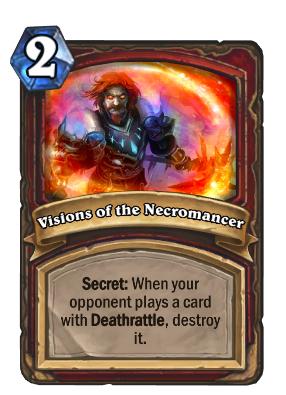 2
Visions of the Necromancer
Secret: When your
opponent plays a card
with Deathrattle, destroy
it.